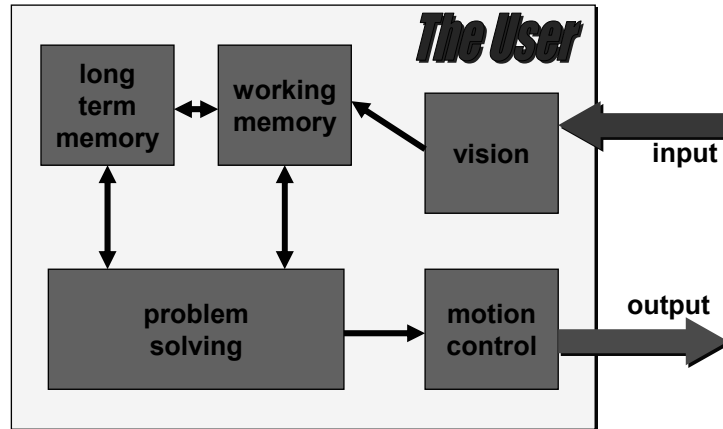 The User
long
term
memory
working
memory
vision
input
problem
solving
motion
control
output